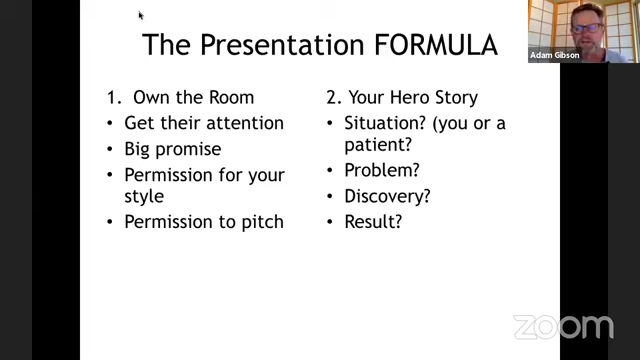 The Presentation FORMULA
Adam Gibson
1. Own the Room
• Get their attention
• Big promise
• Permission for your
style
• Permission to pitch
2. Your Hero Story
• Situation? (you or a
patient?
• Problem?
• Discovery?
• Result?
zoom